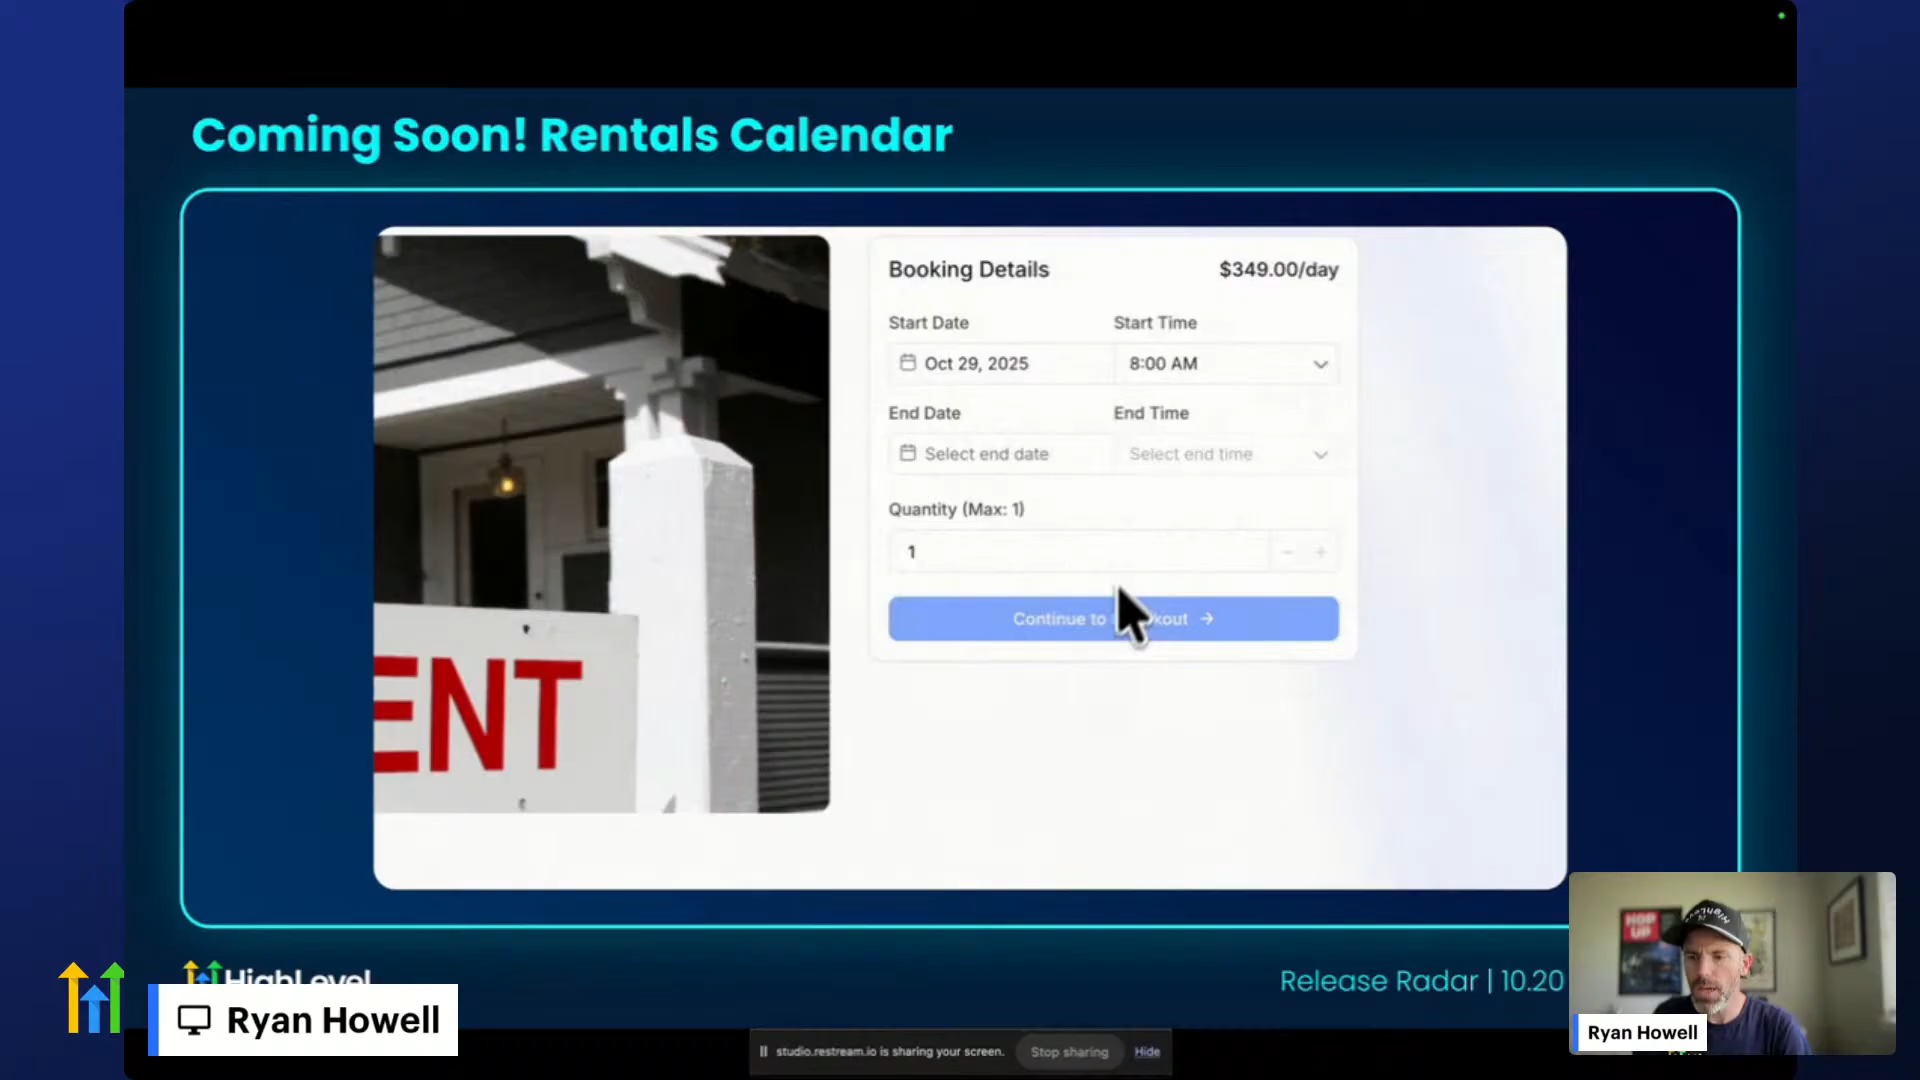 Coming Soon! Rentals Calendar
Booking Details
$349.00/day
Start Date
Start Time
Oct 29, 2025
8:00 AM
End Date
End Time
Select end date
Select end time
Quantity (Max: 1)
1
Continue to kout →
ENT
HighLevel
Release Radar | 10.20
Ryan Howell
HOP
UP
Ryan Howell
studio.restream.io is sharing your screen.
Stop sharing
Hide